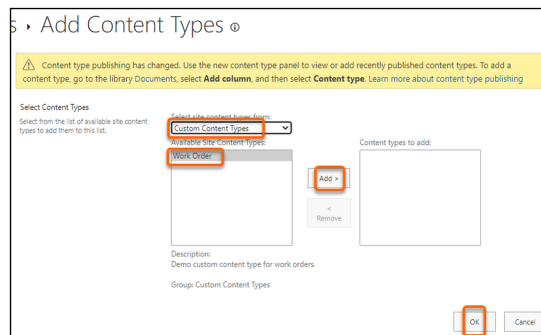 s › Add Content Types
Content type publishing has changed. Use the new content type panel to view or add recently published content types. To add a
content type, go to the library Documents, select Add column, and then select Content type. Learn more about content type publishing
Select Content Types
Select from the list of available site content
types to add them to this list.
Select site content types from:
Custom Content Types
Available Site Content Types:
Content types to add:
Work Order
Add >
<
Remove
Description:
Demo custom content type for work orders.
Group: Custom Content Types
OK
Cancel